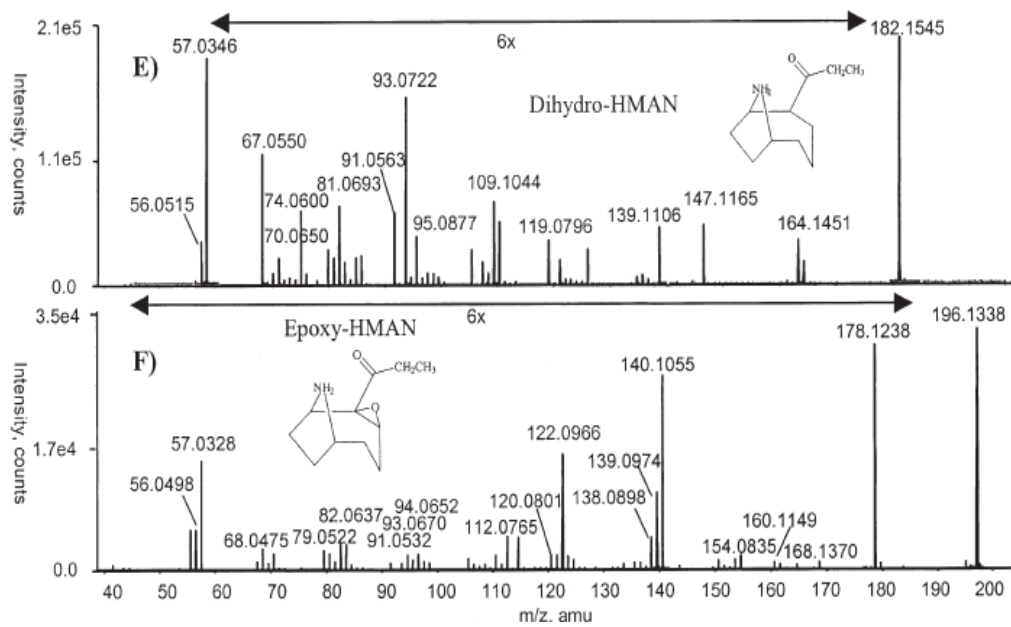 2.1e5
57.0346
6x
182.1545
E)
93.0722
O
CH₂CH₃
NH₂
Dihydro-HMAN
67.0550
1.1e5
91.0563
74.0600
81.0693
109.1044
56.0515
70.0650
95.0877
119.0796
139.1106
147.1165
164.1451
0.0
Intensity, counts
3.5e4
6x
196.1338
Epoxy-HMAN
178.1238
F)
O
CH₂CH₃
NH₂
O
140.1055
57.0328
122.0966
1.7e4
139.0974
56.0498
94.0652
120.0801
138.0898
82.0637
93.0670
112.0765
160.1149
68.0475
79.0522
91.0532
154.0835
168.1370
0.0
Intensity, counts
40 50 60 70 80 90 100 110 120 130 140 150 160 170 180 190 200
m/z, amu